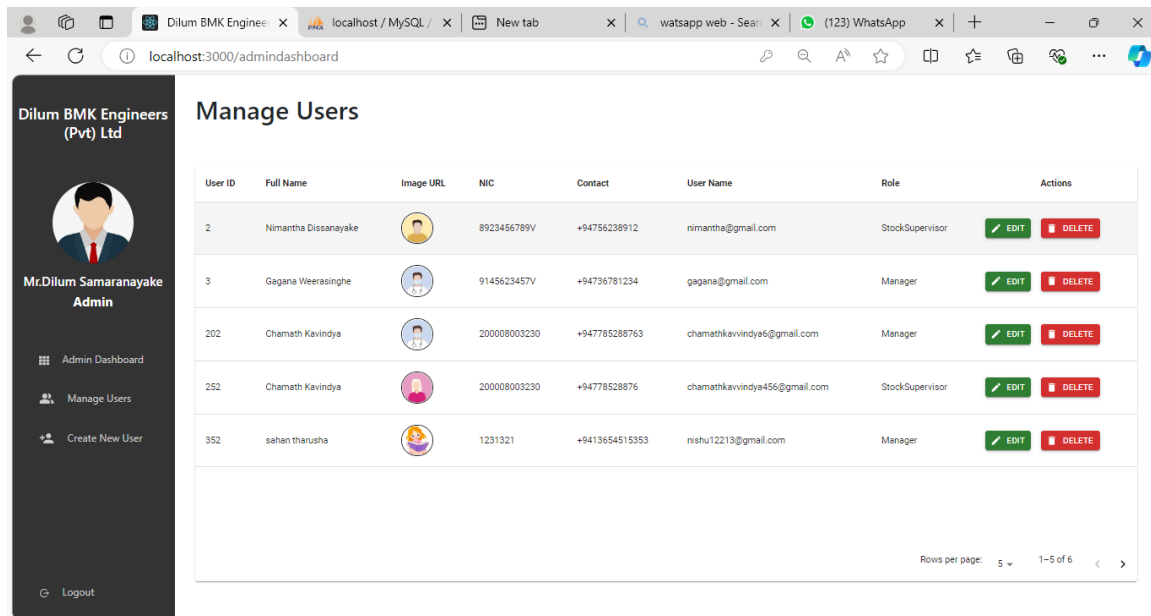 Dilum BMK Enginee
localhost / MySQL /
New tab
watsapp web - Sear
(123) WhatsApp
localhost:3000/admindashboard
Dilum BMK Engineers
(Pvt) Ltd
Mr.Dilum Samaranayake
Admin
Admin Dashboard
Manage Users
Create New User
Logout
Manage Users
User ID Full Name Image URL NIC Contact User Name Role Actions
2 Nimantha Dissanayake 8923456789V +94756238912 nimantha@gmail.com StockSupervisor EDIT DELETE
3 Gagana Weerasinghe 9145623457V +94736781234 gagana@gmail.com Manager EDIT DELETE
202 Chamath Kavindya 200008003230 +947785288763 chamathkavvindya6@gmail.com Manager EDIT DELETE
252 Chamath Kavindya 200008003230 +94778528876 chamathkavvindya456@gmail.com StockSupervisor EDIT DELETE
352 sahan tharusha 1231321 +9413654515353 nishu12213@gmail.com Manager EDIT DELETE
Rows per page: 5 1–5 of 6